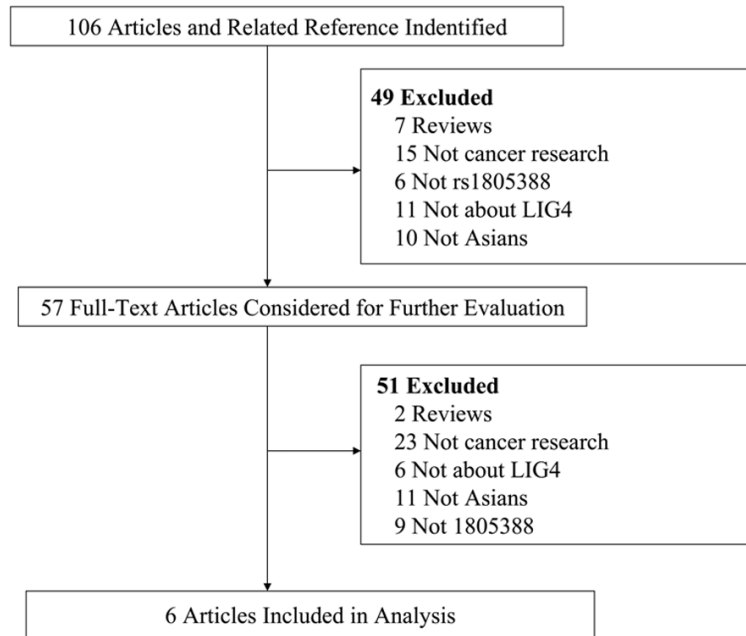 106 Articles and Related Reference Indentified
49 Excluded
7 Reviews
15 Not cancer research
6 Not rs1805388
11 Not about LIG4
10 Not Asians
57 Full-Text Articles Considered for Further Evaluation
51 Excluded
2 Reviews
23 Not cancer research
6 Not about LIG4
11 Not Asians
9 Not 1805388
6 Articles Included in Analysis